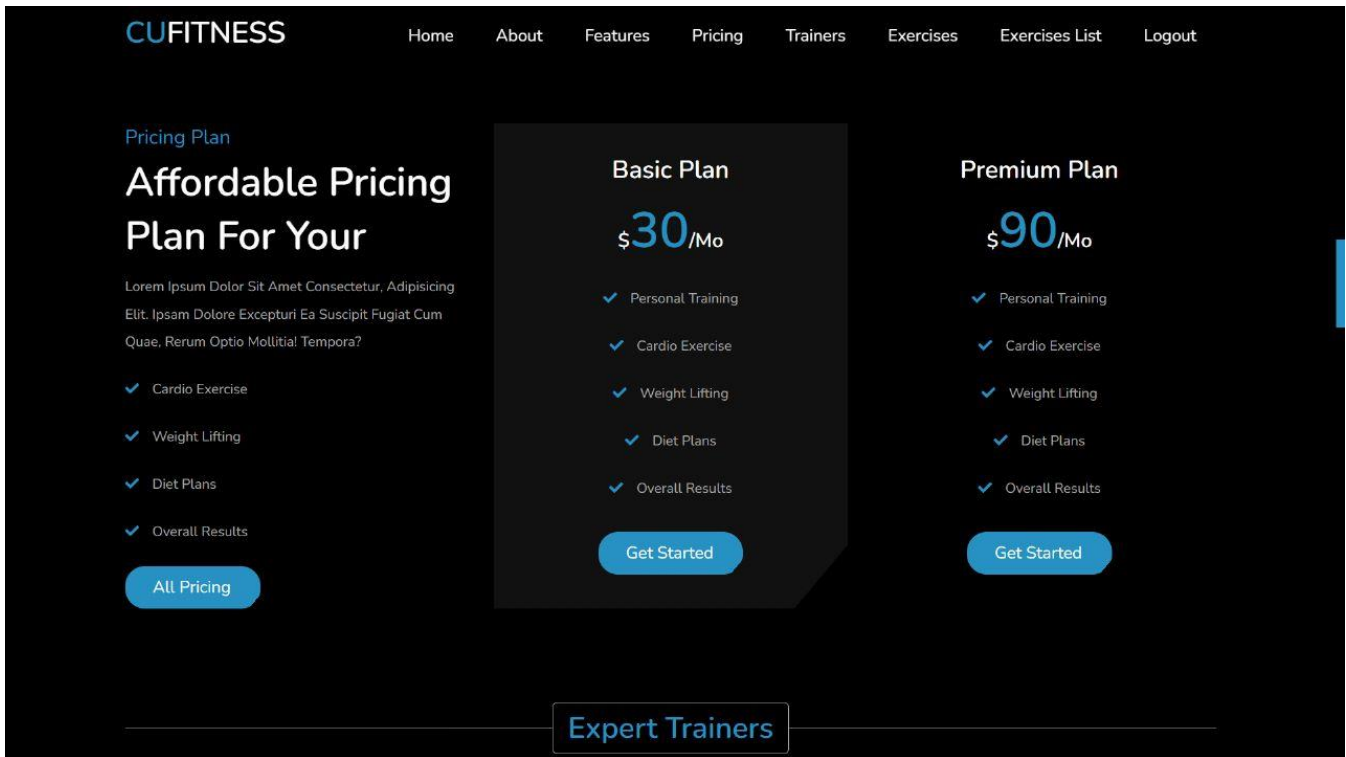 CUFITNESS
Home About Features Pricing Trainers Exercises Exercises List Logout
Pricing Plan
Affordable Pricing
Plan For Your
Lorem Ipsum Dolor Sit Amet Consectetur, Adipisicing
Elit. Ipsam Dolore Excepturi Ea Suscipit Fugiat Cum
Quae, Rerum Optio Mollitia! Tempora?
Cardio Exercise
Weight Lifting
Diet Plans
Overall Results
All Pricing
Basic Plan
$30/Mo
Personal Training
Cardio Exercise
Weight Lifting
Diet Plans
Overall Results
Get Started
Premium Plan
$90/Mo
Personal Training
Cardio Exercise
Weight Lifting
Diet Plans
Overall Results
Get Started
Expert Trainers